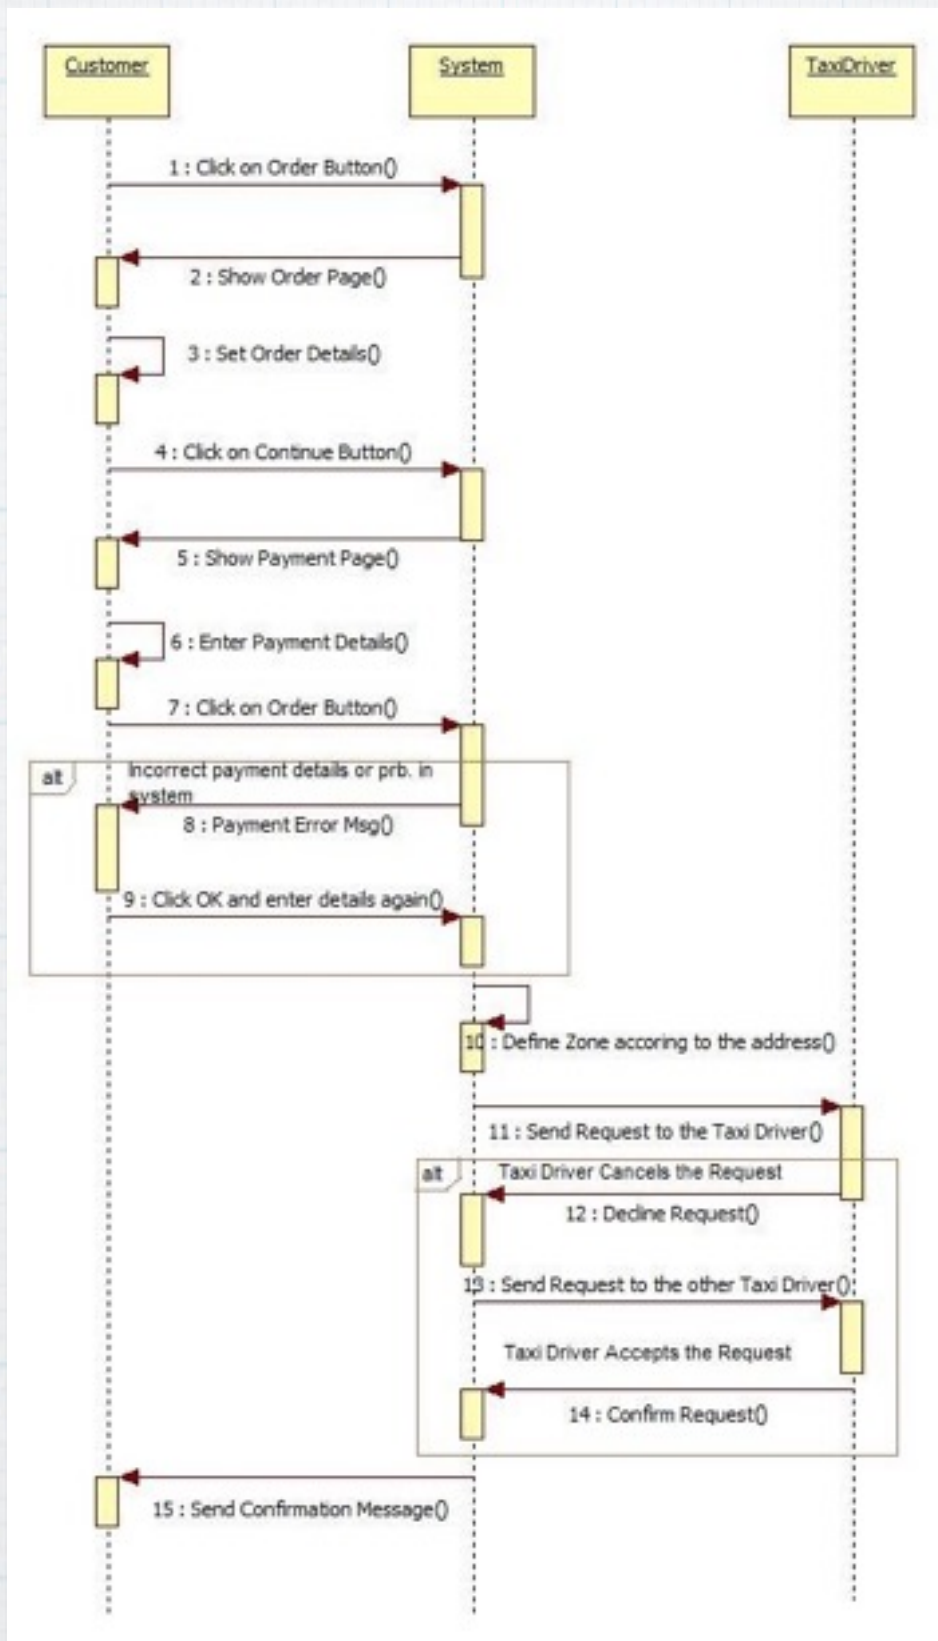 Customer
System
TaxiDriver
1 : Click on Order Button()
2 : Show Order Page()
3 : Set Order Details()
4 : Click on Continue Button()
5 : Show Payment Page()
6 : Enter Payment Details()
7 : Click on Order Button()
alt
Incorrect payment details or prb. in
system
8 : Payment Error Msg()
9 : Click OK and enter details again()
10 : Define Zone accoring to the address()
11 : Send Request to the Taxi Driver()
alt
Taxi Driver Cancels the Request
12 : Decline Request()
13 : Send Request to the other Taxi Driver()
Taxi Driver Accepts the Request
14 : Confirm Request()
15 : Send Confirmation Message()